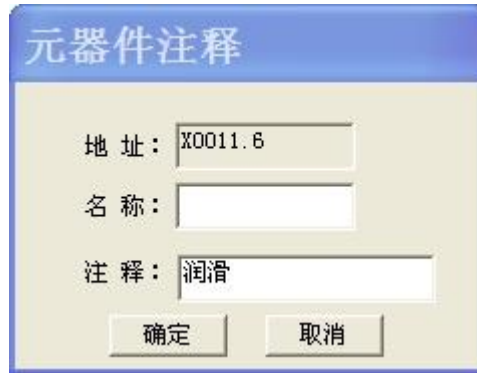 元器件注释
地 址： X0011.6
名 称：
注 释： 润滑
确定 取消